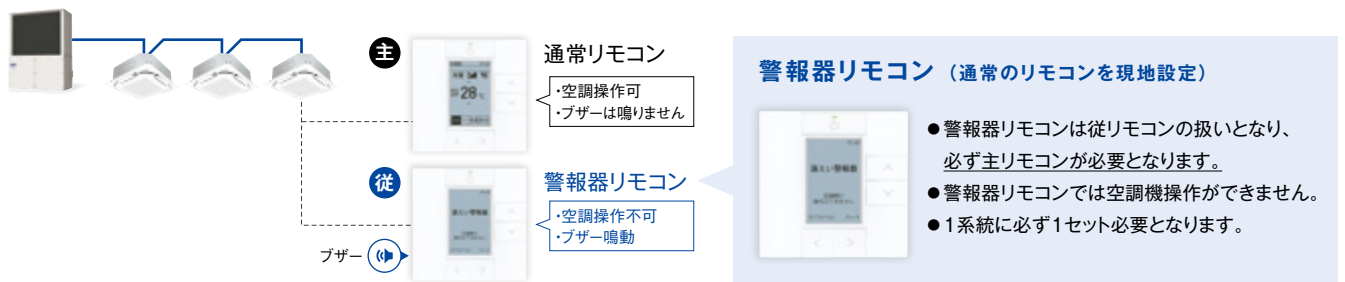 主
通常リモコン
・空調操作可
・ブザーは鳴りません
28
従
警報器リモコン
・空調操作不可
・ブザー鳴動
ブザー
警報器リモコン（通常のリモコンを現地設定）
●警報器リモコンは従リモコンの扱いとなり、
必ず主リモコンが必要となります。
●警報器リモコンでは空調機操作ができません。
●1系統に必ず1セット必要となります。